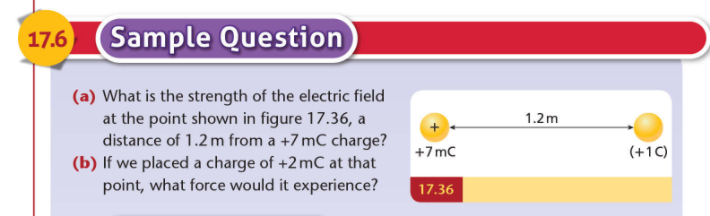 17.6 Sample Question
(a) What is the strength of the electric field
at the point shown in figure 17.36, a
distance of 1.2 m from a +7 mC charge?
(b) If we placed a charge of +2 mC at that
point, what force would it experience?
+
1.2 m
+7 mC
(+1 C)
17.36